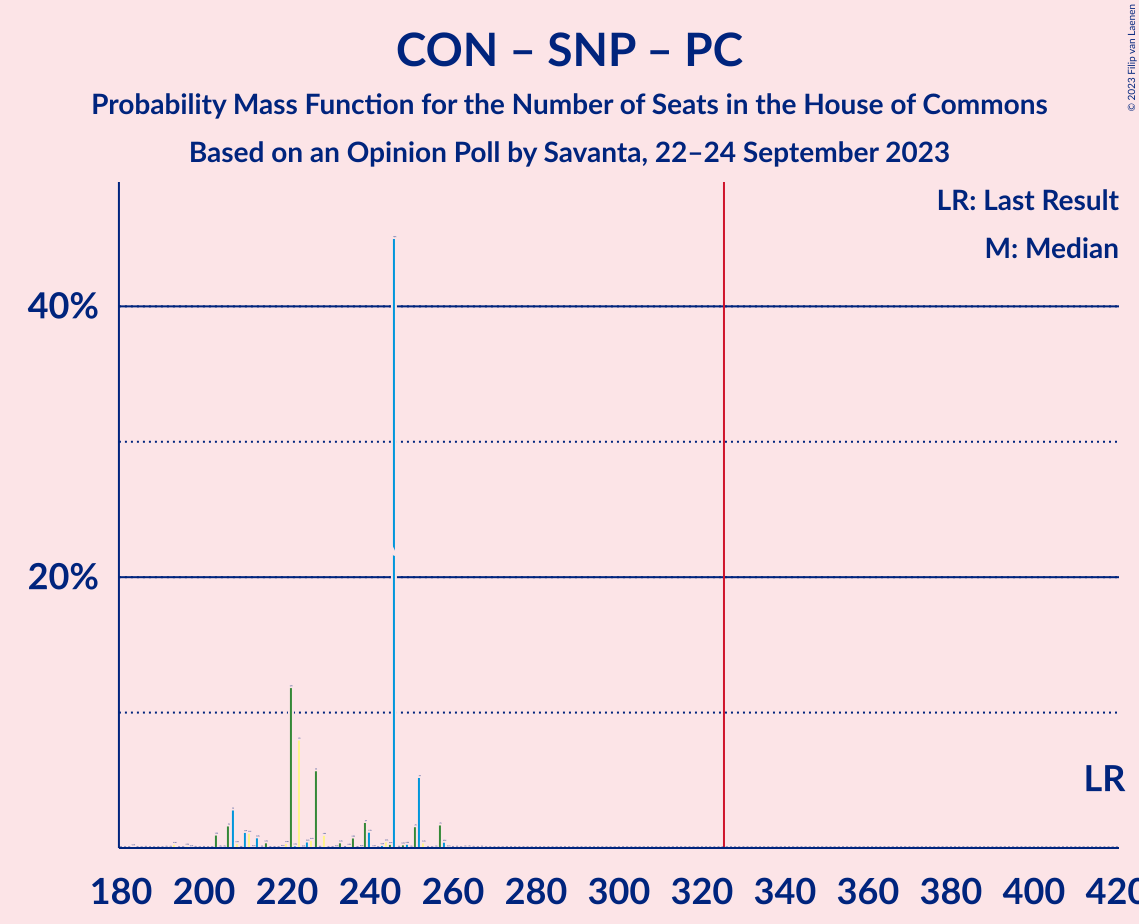 CON – SNP – PC
Probability Mass Function for the Number of Seats in the House of Commons
Based on an Opinion Poll by Savanta, 22–24 September 2023
© 2023 Filip van Laenen
LR: Last Result
M: Median
40%
20%
LR
180 200 220 240 260 280 300 320 340 360 380 400 420